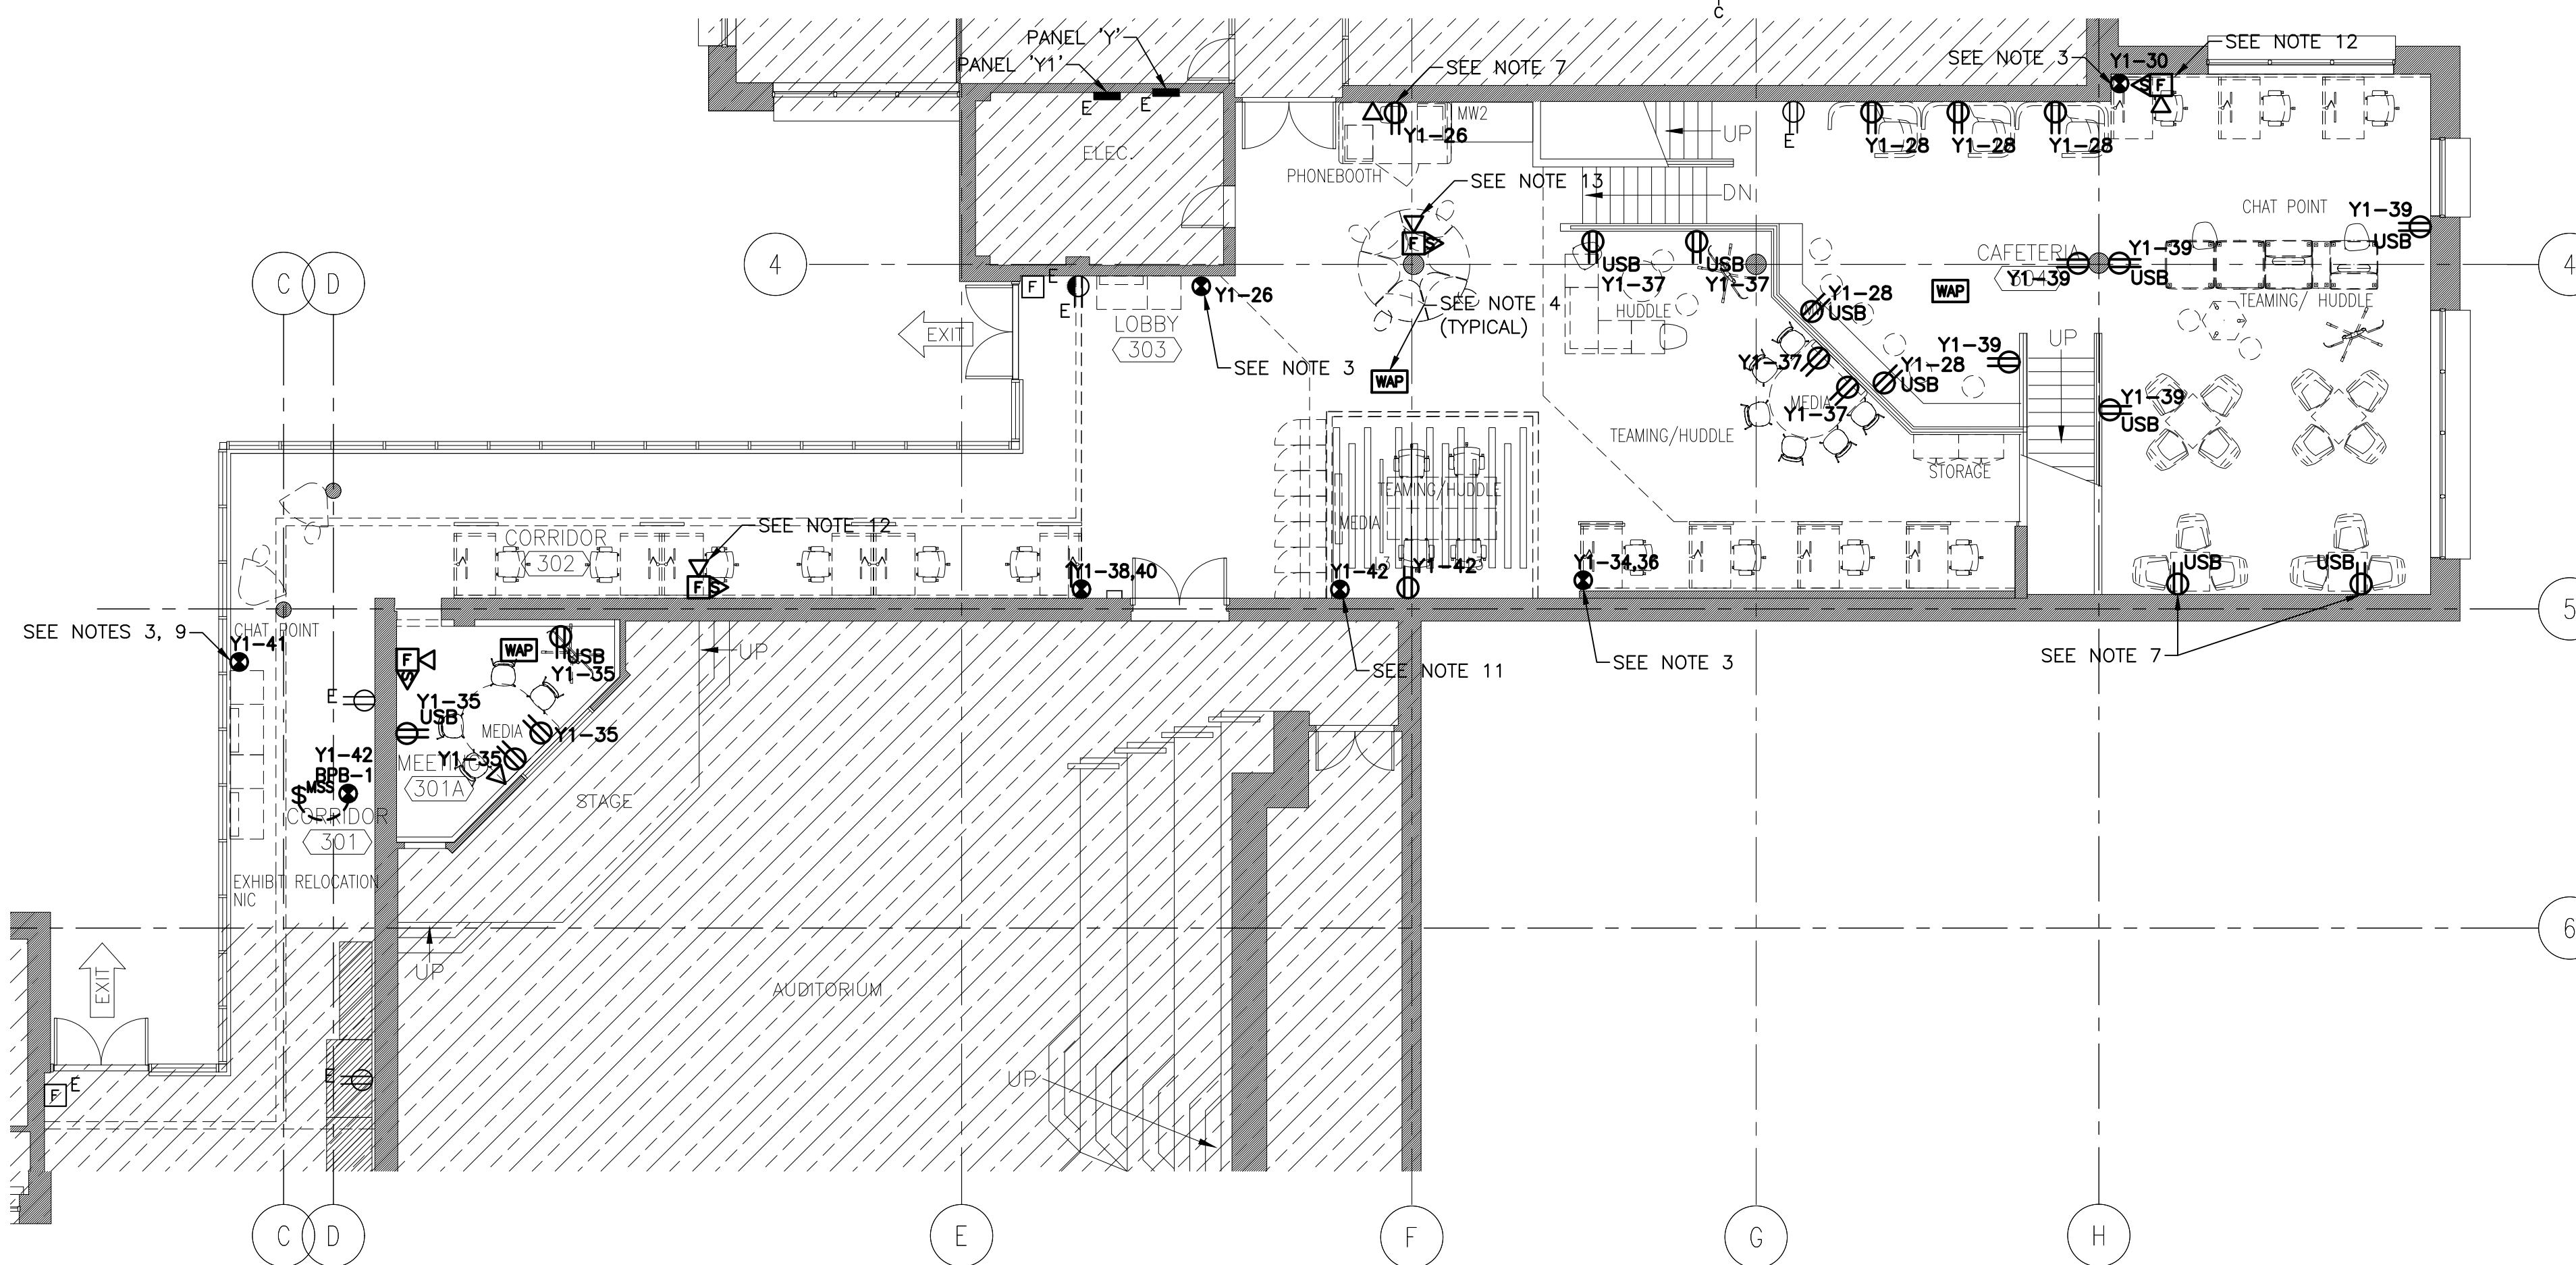 C
PANEL 'Y'
PANEL 'Y1'
E
E
ELEC.
SEE NOTE 7
MW2
Y1-26
PHONEBOOTH
SEE NOTE 13
F S
UP
DN
E
Y1-28
Y1-28
Y1-28
SEE NOTE 3
Y1-30
S F
SEE NOTE 12
CHAT POINT
Y1-39
USB
4
4
C
D
CAFETERIA
Y1-39
Y1-39
USB
TEAMING/ HUDDLE
USB
Y1-37
USB
Y1-37
HUDDLE
Y1-28
USB
WAP
F
E
E
Y1-26
EXIT
LOBBY
303
SEE NOTE 4
(TYPICAL)
SEE NOTE 3
WAP
Y1-37
Y1-28
USB
Y1-39
UP
MEDIA
Y1-37
Y1-39
USB
TEAMING/HUDDLE
STORAGE
TEAMING/HUDDLE
MEDIA
SEE NOTE 12
CORRIDOR
302
F S
Y1-38,40
Y1-42
Y1-42
Y1-34,36
USB
USB
5
SEE NOTES 3, 9
CHAT POINT
Y1-41
F
S
WAP
USB
Y1-35
UP
SEE NOTE 11
SEE NOTE 3
SEE NOTE 7
E
Y1-35
USB
MEDIA
Y1-35
Y1-35
MEETING
301A
Y1-42
BPB-1
$MSS
CORRIDOR
301
STAGE
EXHIBIT RELOCATION
NIC
6
EXIT
UP
AUDITORIUM
UP
E
F
E
C
D
E
F
G
H